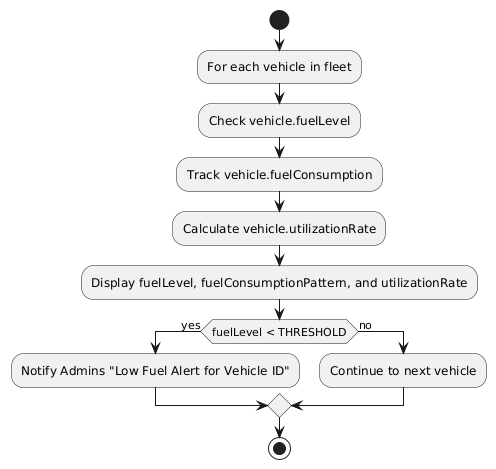 For each vehicle in fleet
Check vehicle.fuelLevel
Track vehicle.fuelConsumption
Calculate vehicle.utilizationRate
Display fuelLevel, fuelConsumptionPattern, and utilizationRate
yes
fuelLevel < THRESHOLD
no
Notify Admins "Low Fuel Alert for Vehicle ID"
Continue to next vehicle